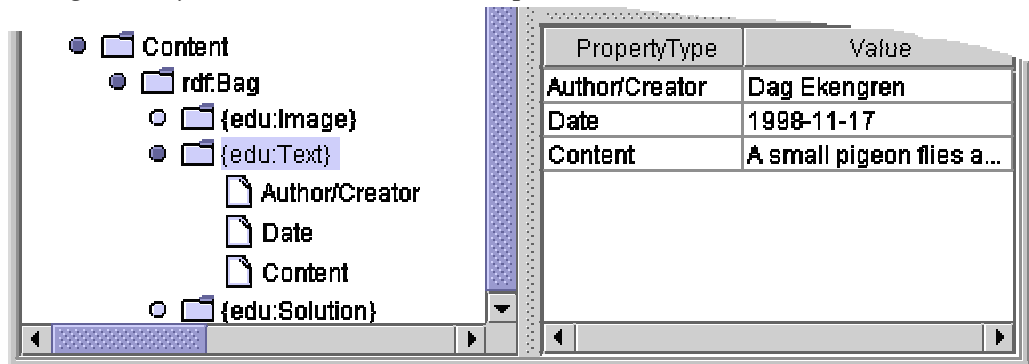 Content
rdf:Bag
{edu:Image}
{edu:Text}
Author/Creator
Date
Content
{edu:Solution}
PropertyType Value
Author/Creator Dag Ekengren
Date 1998-11-17
Content A small pigeon flies a...